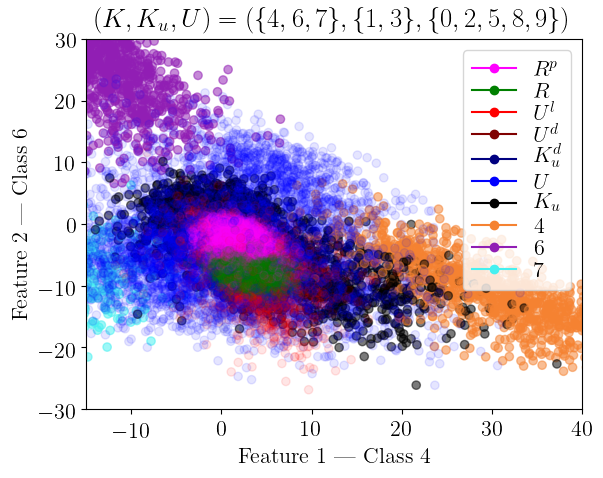 (K, K_u, U) = ({4, 6, 7}, {1, 3}, {0, 2, 5, 8, 9})
30
20
10
0
−10
−20
−30
Feature 2 — Class 6
R^p
R
U^l
U^d
K_u^d
U
K_u
4
6
7
−10
0
10
20
30
40
Feature 1 — Class 4